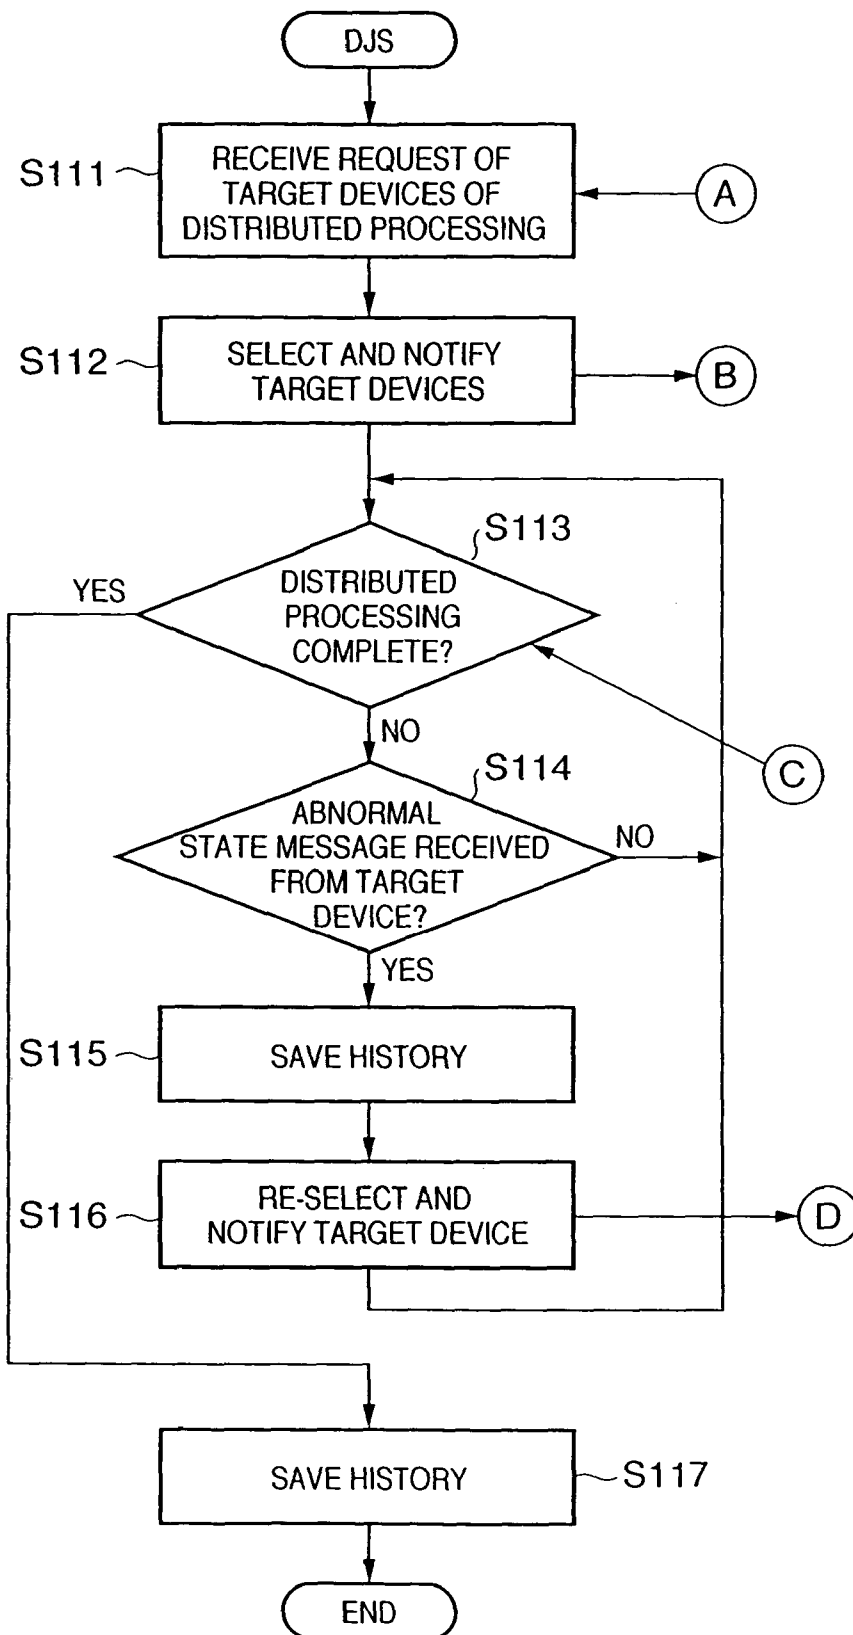 DJS
S111
RECEIVE REQUEST OF
TARGET DEVICES OF
DISTRIBUTED PROCESSING
A
S112
SELECT AND NOTIFY
TARGET DEVICES
B
S113
YES
DISTRIBUTED
PROCESSING
COMPLETE?
NO
C
S114
ABNORMAL
STATE MESSAGE RECEIVED
FROM TARGET
DEVICE?
NO
YES
S115
SAVE HISTORY
S116
RE-SELECT AND
NOTIFY TARGET DEVICE
D
SAVE HISTORY
S117
END